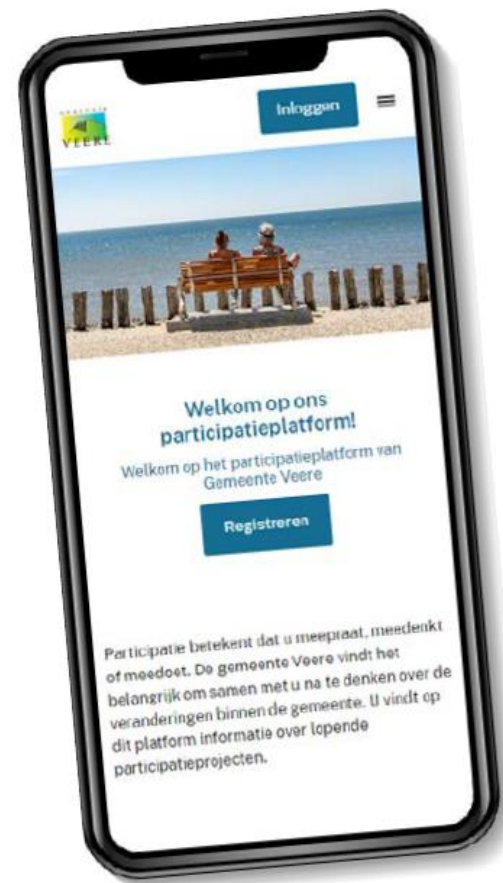 GEMEENTE
VEERE
Inloggen
Welkom op ons
participatieplatform!
Welkom op het participatieplatform van
Gemeente Veere
Registreren
Participatie betekent dat u meepraat, meedenkt
of meedoet. De gemeente Veere vindt het
belangrijk om samen met u na te denken over de
veranderingen binnen de gemeente. U vindt op
dit platform informatie over lopende
participatieprojecten.